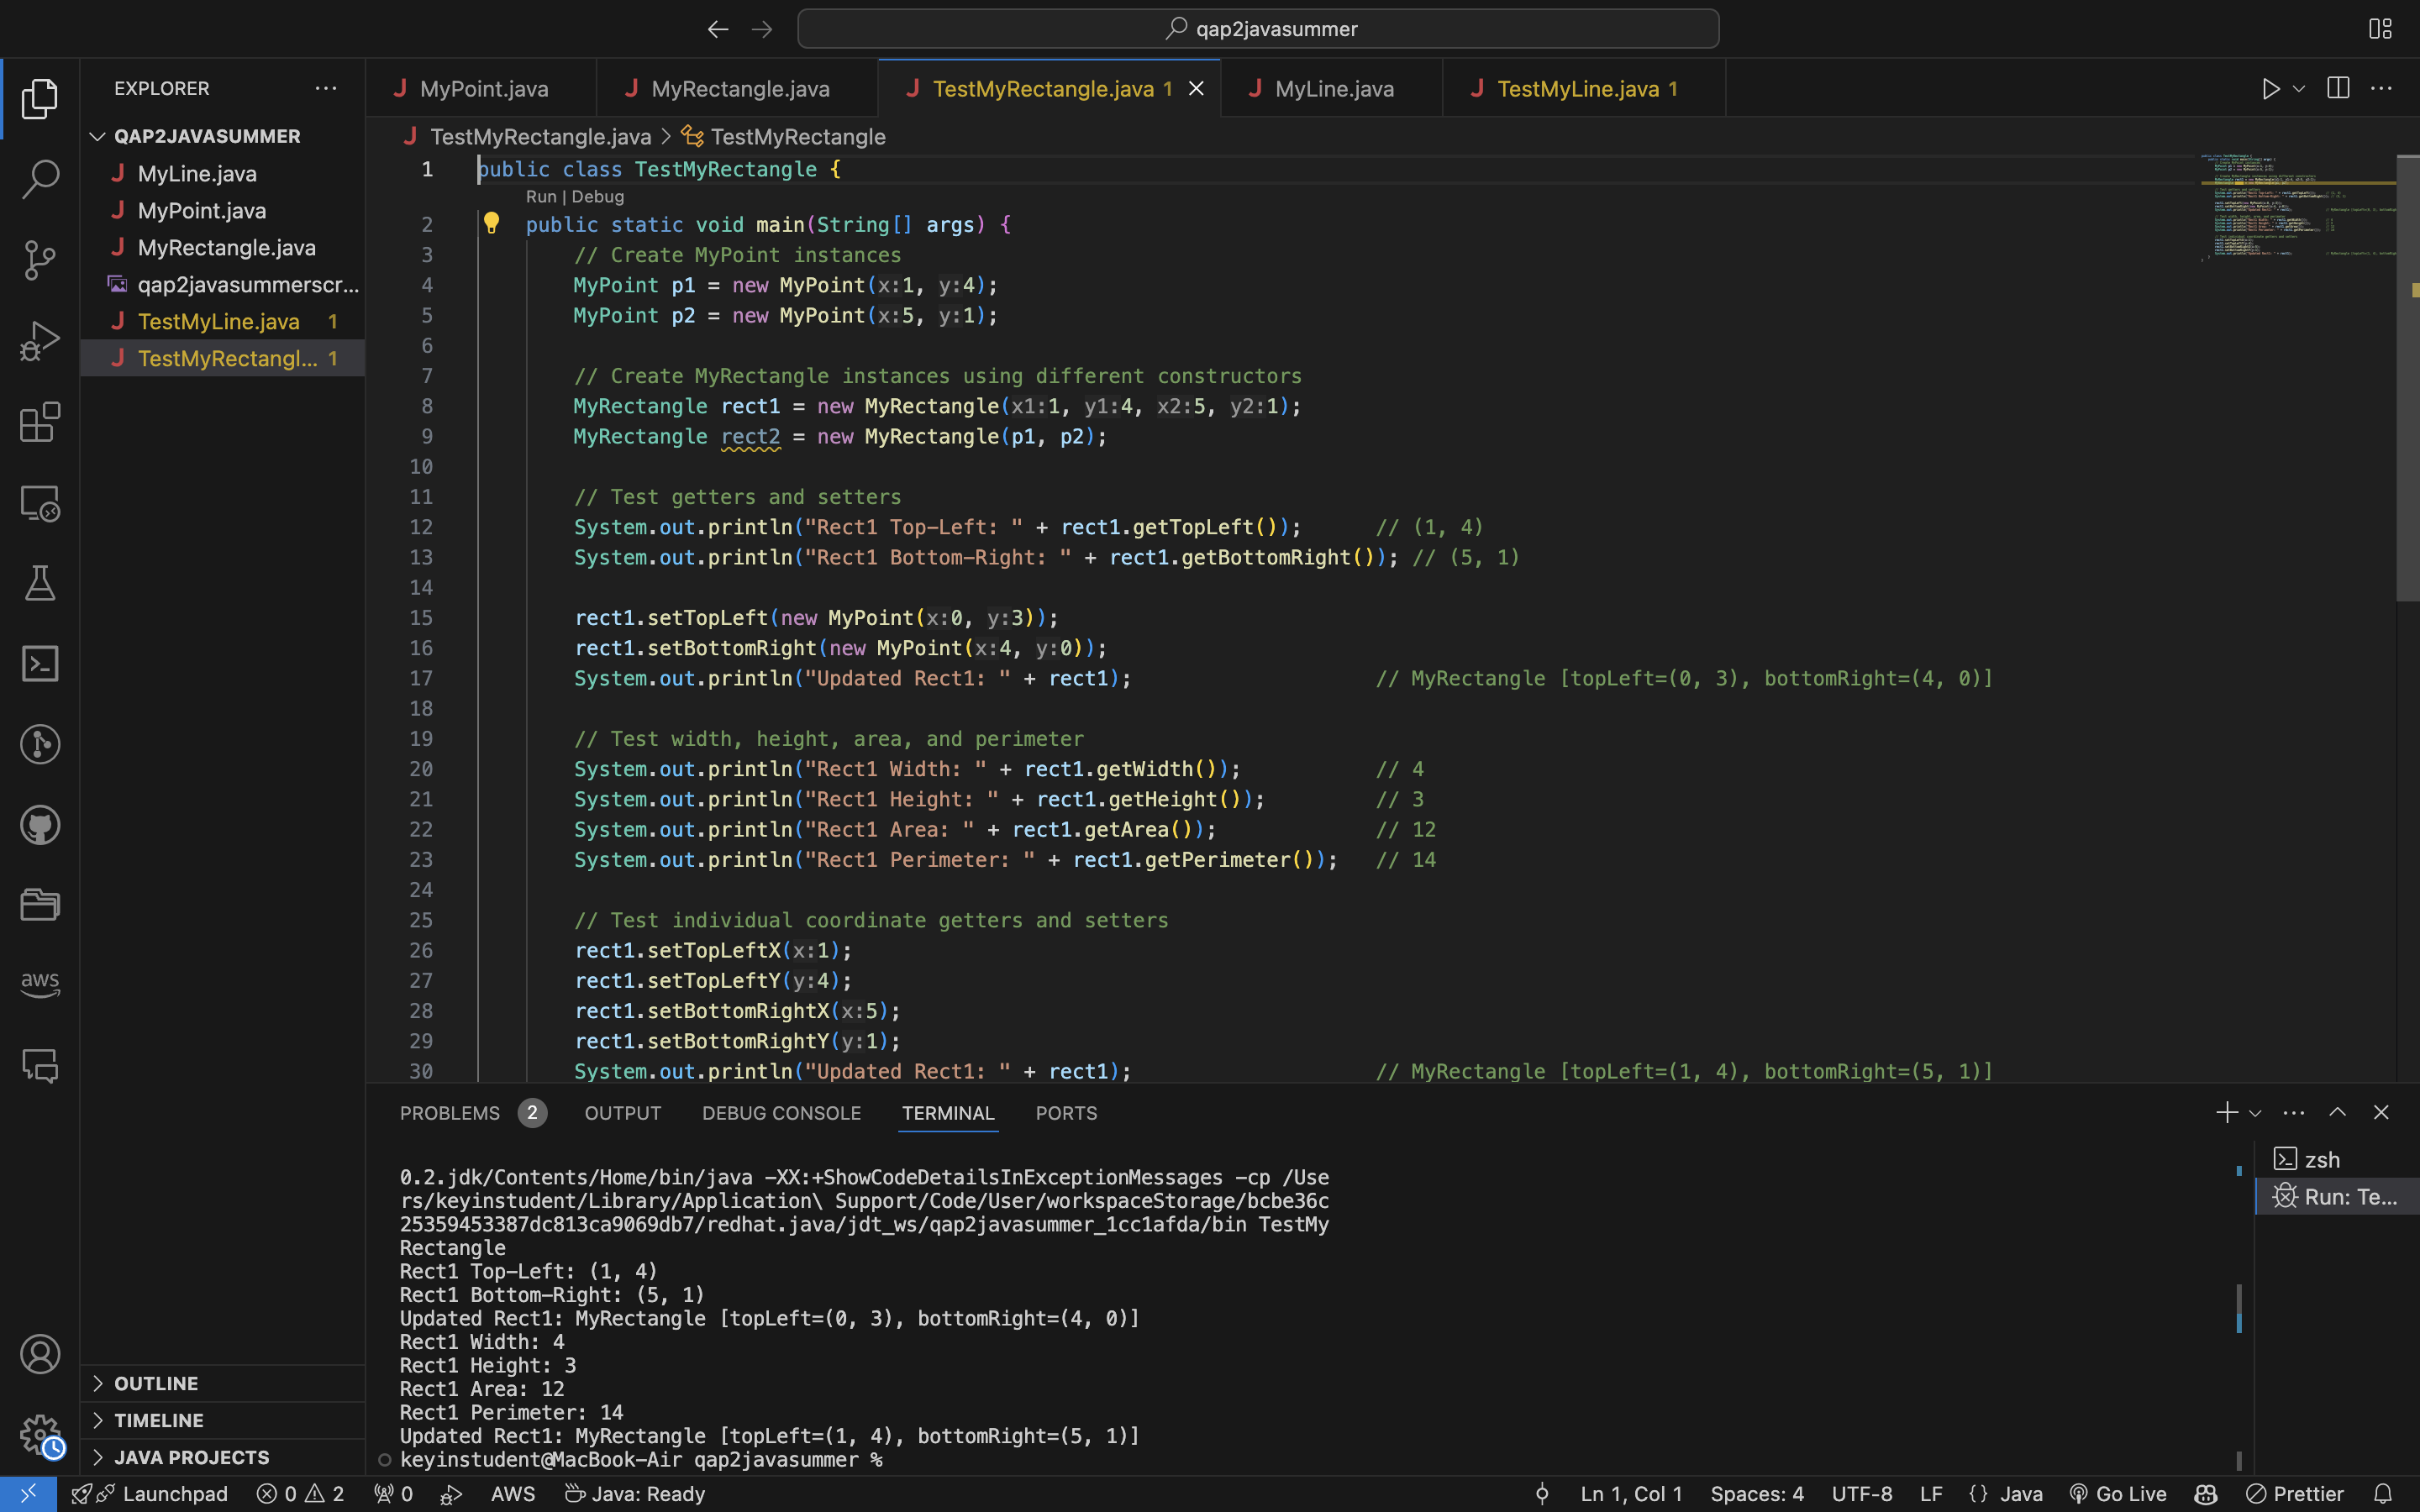 qap2javasummer
EXPLORER
QAP2JAVASUMMER
MyLine.java
MyPoint.java
MyRectangle.java
qap2javasummerscr...
TestMyLine.java 1
TestMyRectangl... 1
OUTLINE
TIMELINE
JAVA PROJECTS
aws
MyPoint.java
MyRectangle.java
TestMyRectangle.java 1
MyLine.java
TestMyLine.java 1
TestMyRectangle.java > TestMyRectangle
1 public class TestMyRectangle {
Run | Debug
2 public static void main(String[] args) {
3 // Create MyPoint instances
4 MyPoint p1 = new MyPoint(x:1, y:4);
5 MyPoint p2 = new MyPoint(x:5, y:1);
6
7 // Create MyRectangle instances using different constructors
8 MyRectangle rect1 = new MyRectangle(x1:1, y1:4, x2:5, y2:1);
9 MyRectangle rect2 = new MyRectangle(p1, p2);
10
11 // Test getters and setters
12 System.out.println("Rect1 Top-Left: " + rect1.getTopLeft()); // (1, 4)
13 System.out.println("Rect1 Bottom-Right: " + rect1.getBottomRight()); // (5, 1)
14
15 rect1.setTopLeft(new MyPoint(x:0, y:3));
16 rect1.setBottomRight(new MyPoint(x:4, y:0));
17 System.out.println("Updated Rect1: " + rect1); // MyRectangle [topLeft=(0, 3), bottomRight=(4, 0)]
18
19 // Test width, height, area, and perimeter
20 System.out.println("Rect1 Width: " + rect1.getWidth()); // 4
21 System.out.println("Rect1 Height: " + rect1.getHeight()); // 3
22 System.out.println("Rect1 Area: " + rect1.getArea()); // 12
23 System.out.println("Rect1 Perimeter: " + rect1.getPerimeter()); // 14
24
25 // Test individual coordinate getters and setters
26 rect1.setTopLeftX(x:1);
27 rect1.setTopLeftY(y:4);
28 rect1.setBottomRightX(x:5);
29 rect1.setBottomRightY(y:1);
30 System.out.println("Updated Rect1: " + rect1); // MyRectangle [topLeft=(1, 4), bottomRight=(5, 1)]
PROBLEMS 2 OUTPUT DEBUG CONSOLE TERMINAL PORTS
0.2.jdk/Contents/Home/bin/java -XX:+ShowCodeDetailsInExceptionMessages -cp /Use
rs/keyinstudent/Library/Application\ Support/Code/User/workspaceStorage/bcbe36c
25359453387dc813ca9069db7/redhat.java/jdt_ws/qap2javasummer_1cc1afda/bin TestMy
Rectangle
Rect1 Top-Left: (1, 4)
Rect1 Bottom-Right: (5, 1)
Updated Rect1: MyRectangle [topLeft=(0, 3), bottomRight=(4, 0)]
Rect1 Width: 4
Rect1 Height: 3
Rect1 Area: 12
Rect1 Perimeter: 14
Updated Rect1: MyRectangle [topLeft=(1, 4), bottomRight=(5, 1)]
keyinstudent@MacBook-Air qap2javasummer %
zsh
Run: Te...
Launchpad 0 2 0 AWS Java: Ready Ln 1, Col 1 Spaces: 4 UTF-8 LF {} Java Go Live Prettier